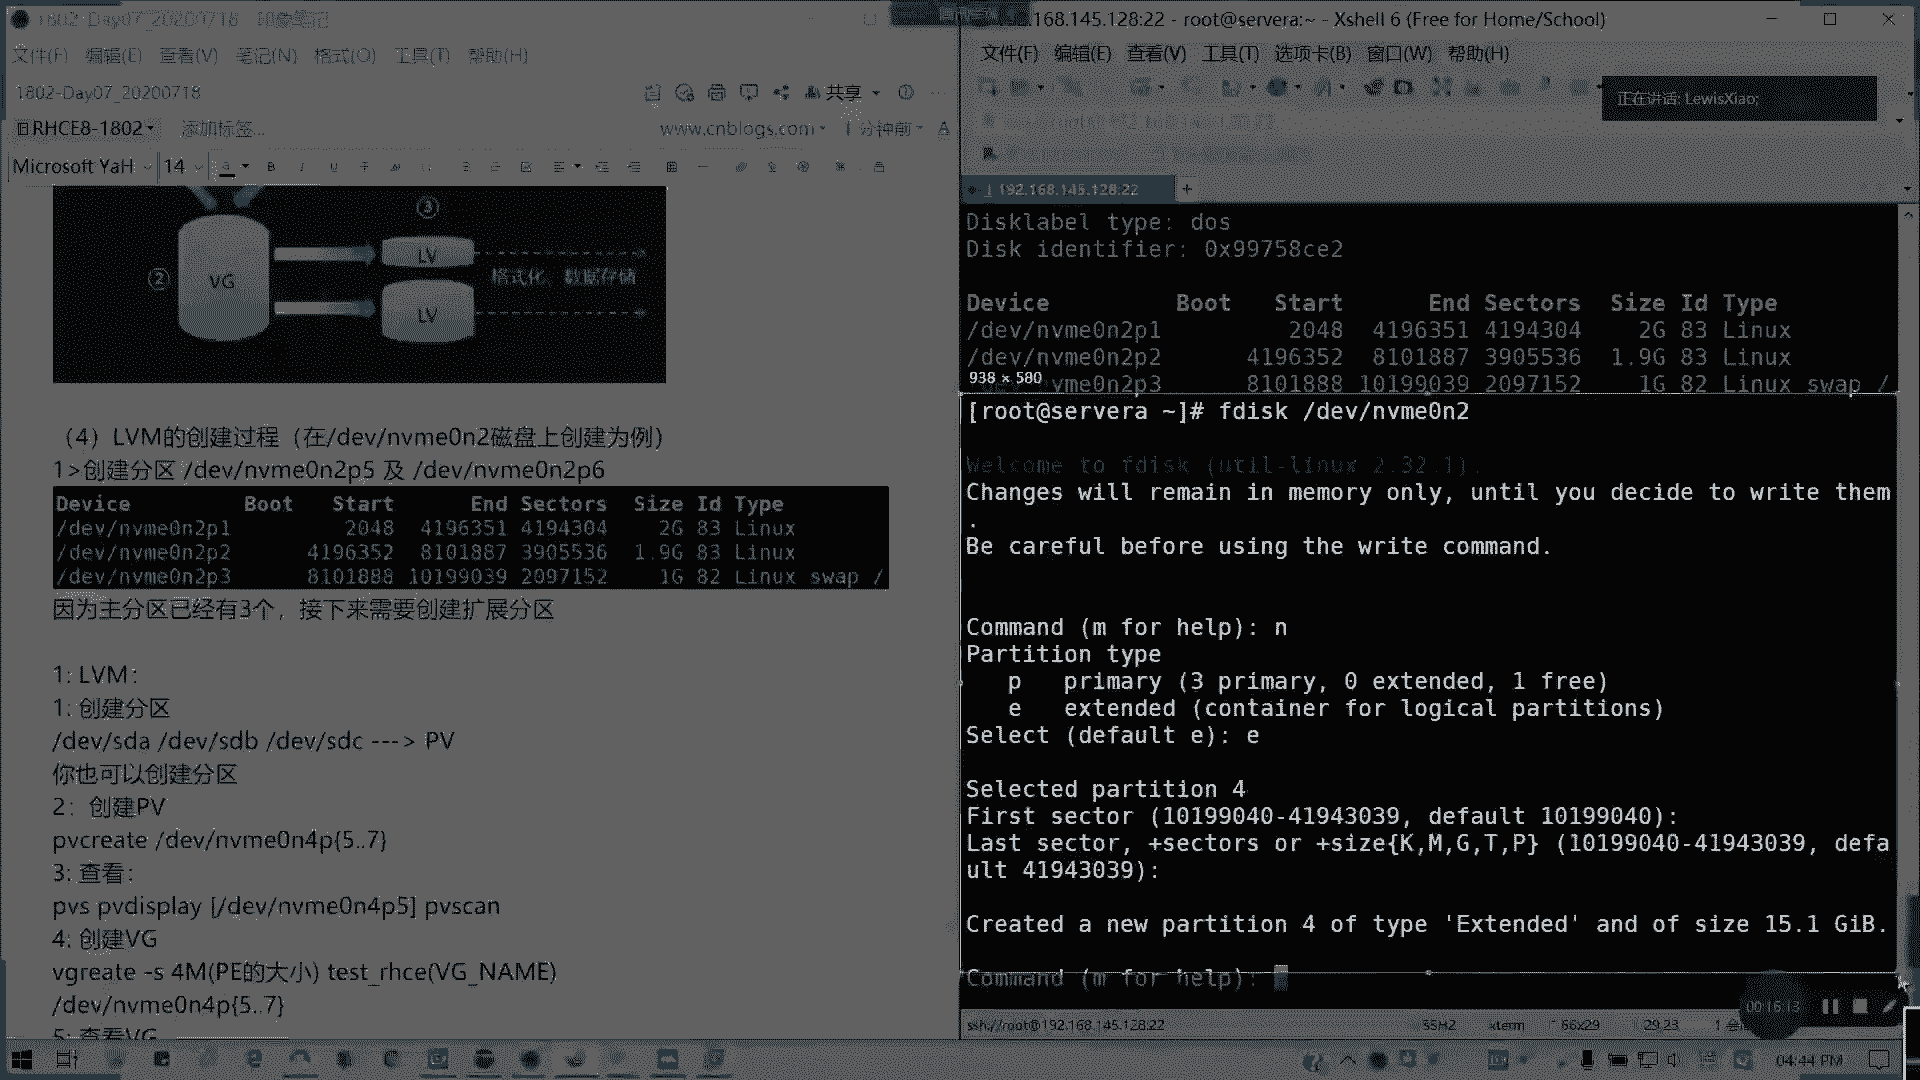 1802-Day07_20200718 - 印象笔记
文件(F) 编辑(E) 查看(V) 笔记(N) 格式(O) 工具(T) 帮助(H)
1802-Day07_20200718
共享
RHCE8-1802
添加标签...
www.cnblogs.com
1 分钟前
Microsoft YaH
14
③
②
VG
LV
格式化、数据存储
LV
（4）LVM的创建过程（在/dev/nvme0n2磁盘上创建为例）
1>创建分区 /dev/nvme0n2p5 及 /dev/nvme0n2p6
Device Boot Start End Sectors Size Id Type
/dev/nvme0n2p1 2048 4196351 4194304 2G 83 Linux
/dev/nvme0n2p2 4196352 8101887 3905536 1.9G 83 Linux
/dev/nvme0n2p3 8101888 10199039 2097152 1G 82 Linux swap /
因为主分区已经有3个，接下来需要创建扩展分区
1: LVM：
1: 创建分区
/dev/sda /dev/sdb /dev/sdc ---> PV
你也可以创建分区
2：创建PV
pvcreate /dev/nvme0n4p{5..7}
3: 查看：
pvs pvdisplay [/dev/nvme0n4p5] pvscan
4: 创建VG
vgreate -s 4M(PE的大小) test_rhce(VG_NAME)
/dev/nvme0n4p{5..7}
5: 查看VG
168.145.128:22 - root@servera:~ - Xshell 6 (Free for Home/School)
文件(F) 编辑(E) 查看(V) 工具(T) 选项卡(B) 窗口(W) 帮助(H)
正在讲话: LewisXiao;
1 192.168.145.128:22
Disklabel type: dos
Disk identifier: 0x99758ce2
Device Boot Start End Sectors Size Id Type
/dev/nvme0n2p1 2048 4196351 4194304 2G 83 Linux
/dev/nvme0n2p2 4196352 8101887 3905536 1.9G 83 Linux
938 × 580
vme0n2p3 8101888 10199039 2097152 1G 82 Linux swap /
[root@servera ~]# fdisk /dev/nvme0n2
Welcome to fdisk (util-linux 2.32.1).
Changes will remain in memory only, until you decide to write them
.
Be careful before using the write command.
Command (m for help): n
Partition type
p primary (3 primary, 0 extended, 1 free)
e extended (container for logical partitions)
Select (default e): e
Selected partition 4
First sector (10199040-41943039, default 10199040):
Last sector, +sectors or +size{K,M,G,T,P} (10199040-41943039, defa
ult 41943039):
Created a new partition 4 of type 'Extended' and of size 15.1 GiB.
Command (m for help):
00:16:13
ssh://root@192.168.145.128:22
SSH2
xterm
66x29
29,23
04:44 PM